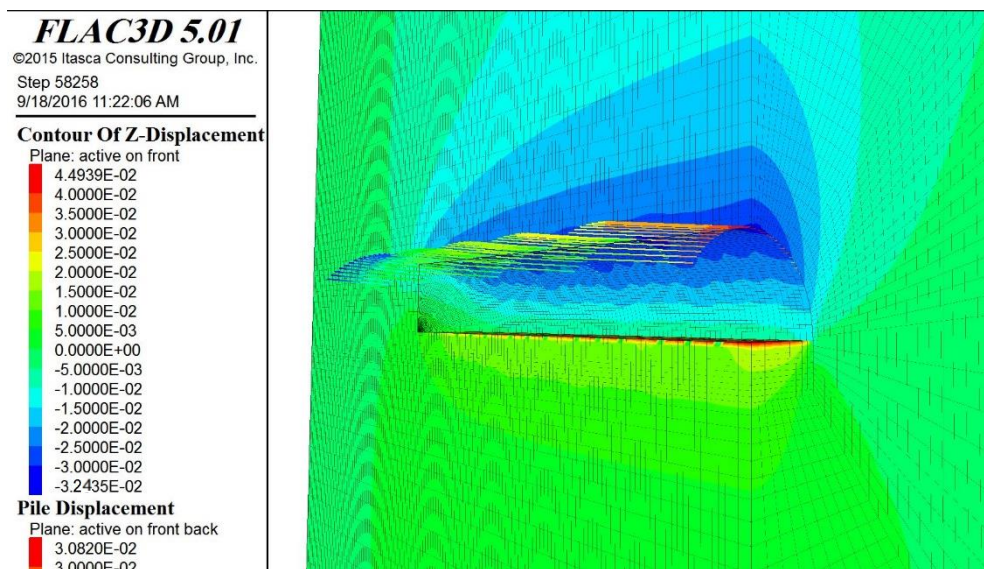 FLAC3D 5.01
©2015 Itasca Consulting Group, Inc.
Step 58258
9/18/2016 11:22:06 AM
Contour Of Z-Displacement
Plane: active on front
4.4939E-02
4.0000E-02
3.5000E-02
3.0000E-02
2.5000E-02
2.0000E-02
1.5000E-02
1.0000E-02
5.0000E-03
0.0000E+00
-5.0000E-03
-1.0000E-02
-1.5000E-02
-2.0000E-02
-2.5000E-02
-3.0000E-02
-3.2435E-02
Pile Displacement
Plane: active on front back
3.0820E-02
3.0000E-02